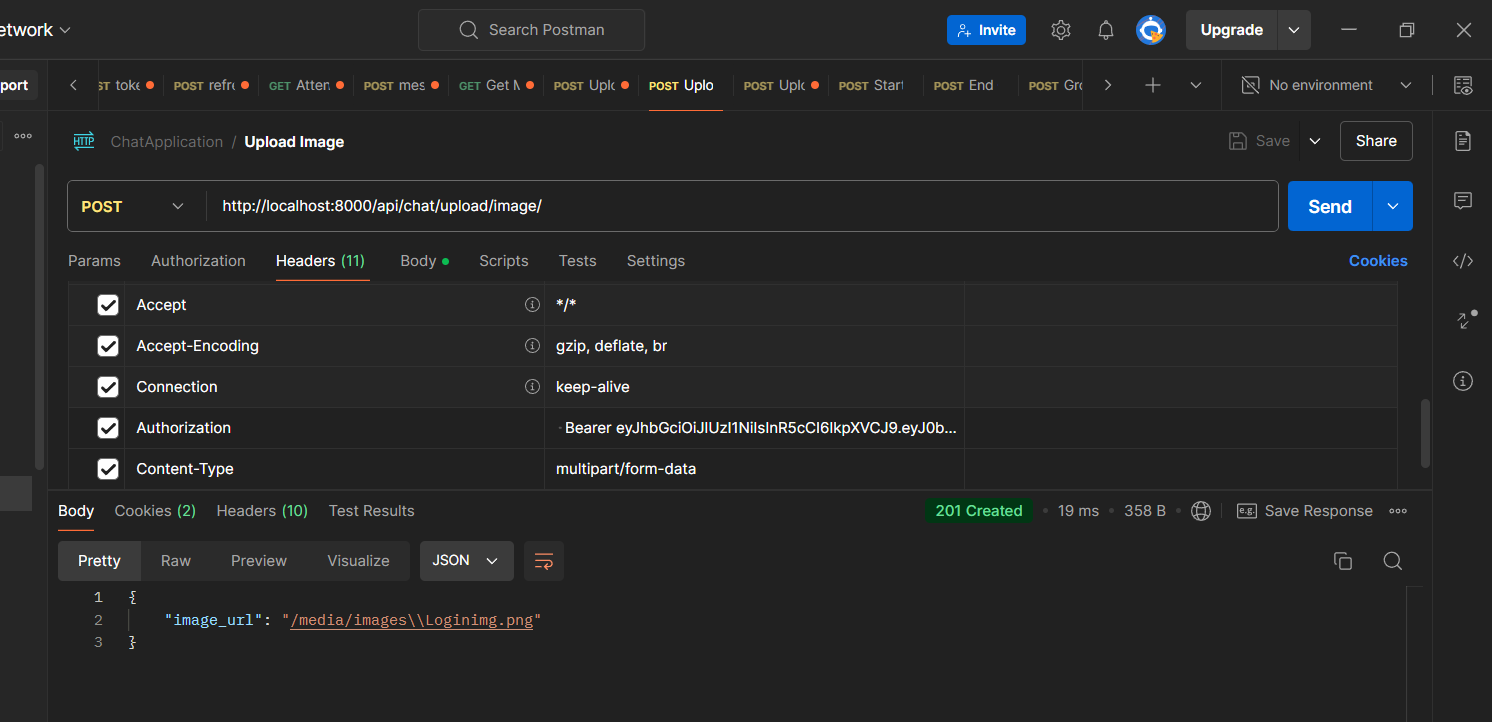 etwork Search Postman Invite Upgrade
port ST toke POST refre GET Atten POST mes GET Get M POST Uplo POST Uplo POST Uplo POST Start POST End POST Gro No environment
HTTP ChatApplication / Upload Image Save Share
POST http://localhost:8000/api/chat/upload/image/ Send
Params Authorization Headers (11) Body Scripts Tests Settings Cookies
Accept */*
Accept-Encoding gzip, deflate, br
Connection keep-alive
Authorization Bearer eyJhbGciOiJIUzI1NiIsInR5cCI6IkpXVCJ9.eyJ0b...
Content-Type multipart/form-data
Body Cookies (2) Headers (10) Test Results 201 Created 19 ms 358 B e.g. Save Response
Pretty Raw Preview Visualize JSON
1 {
2 "image_url": "/media/images\\Loginimg.png"
3 }